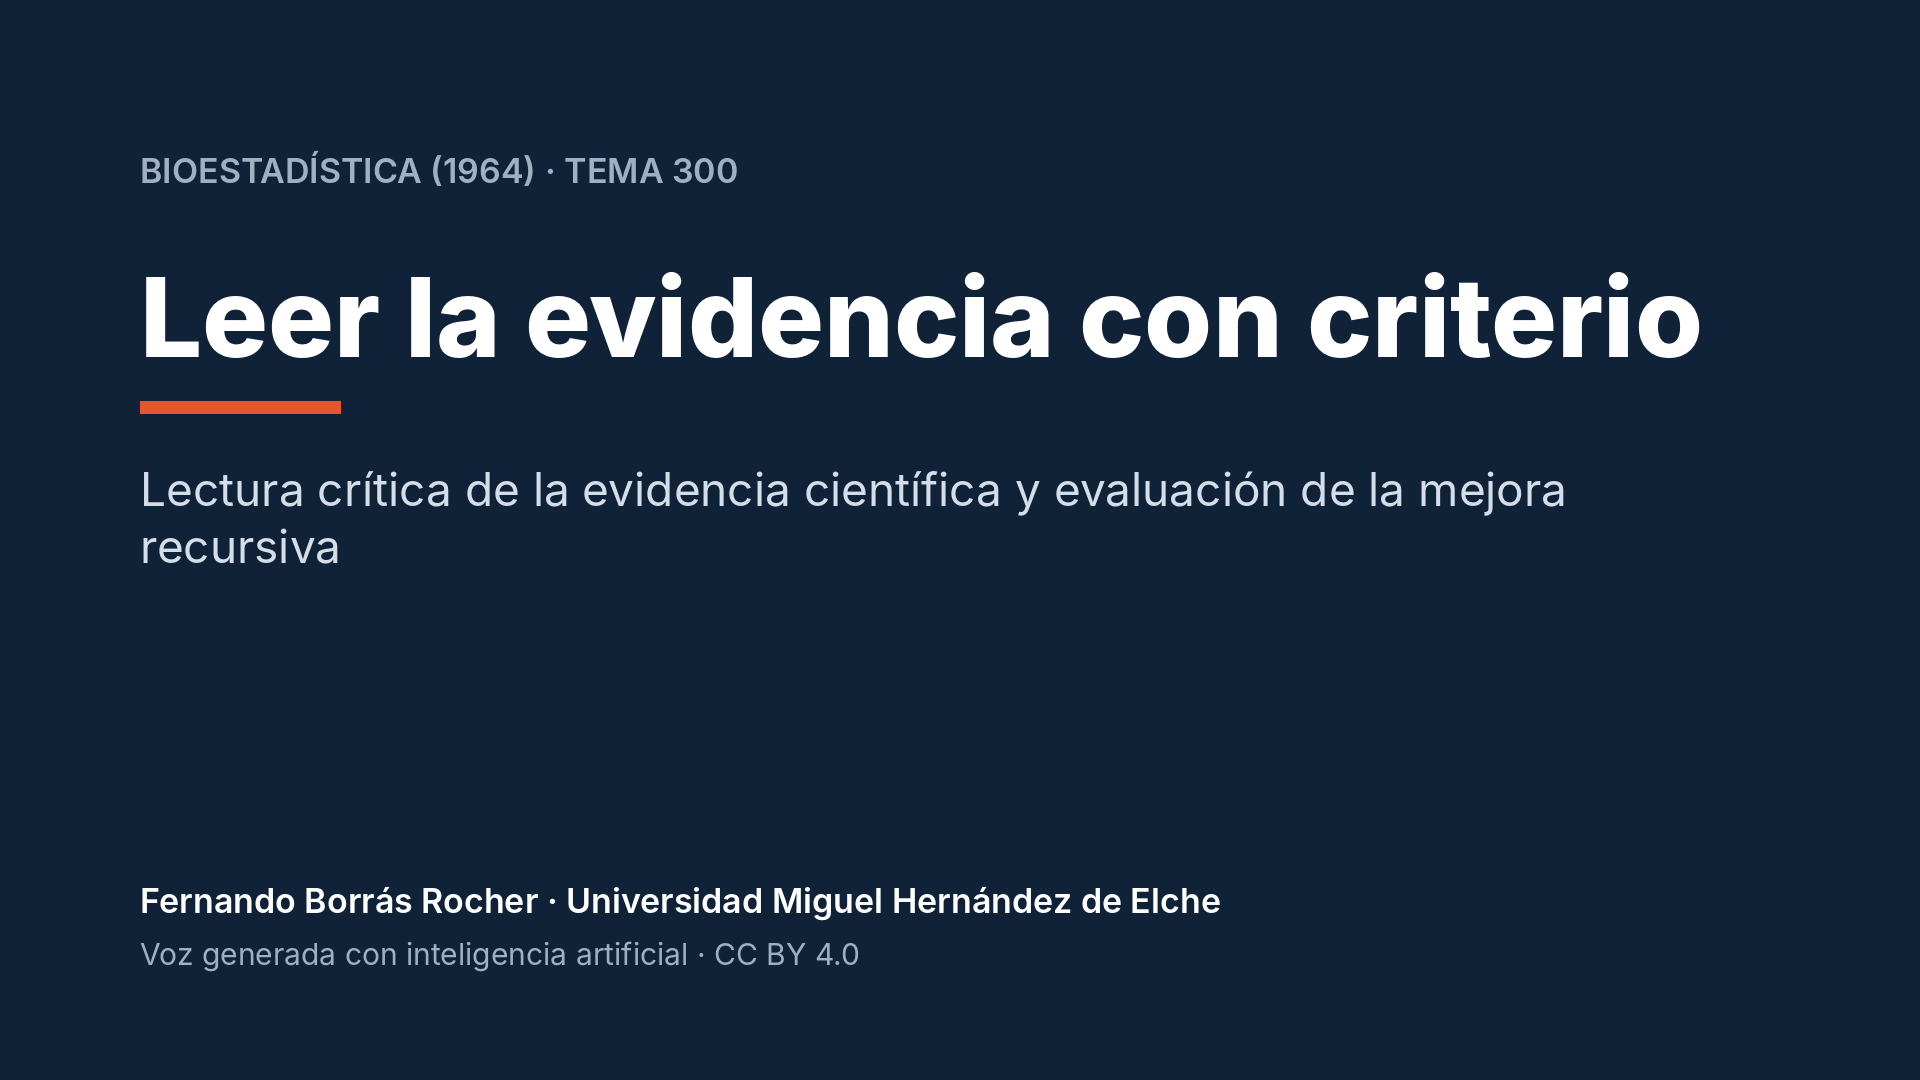 BIOESTADÍSTICA (1964) · TEMA 300
Leer la evidencia con criterio
Lectura crítica de la evidencia científica y evaluación de la mejora
recursiva
Fernando Borrás Rocher · Universidad Miguel Hernández de Elche
Voz generada con inteligencia artificial · CC BY 4.0